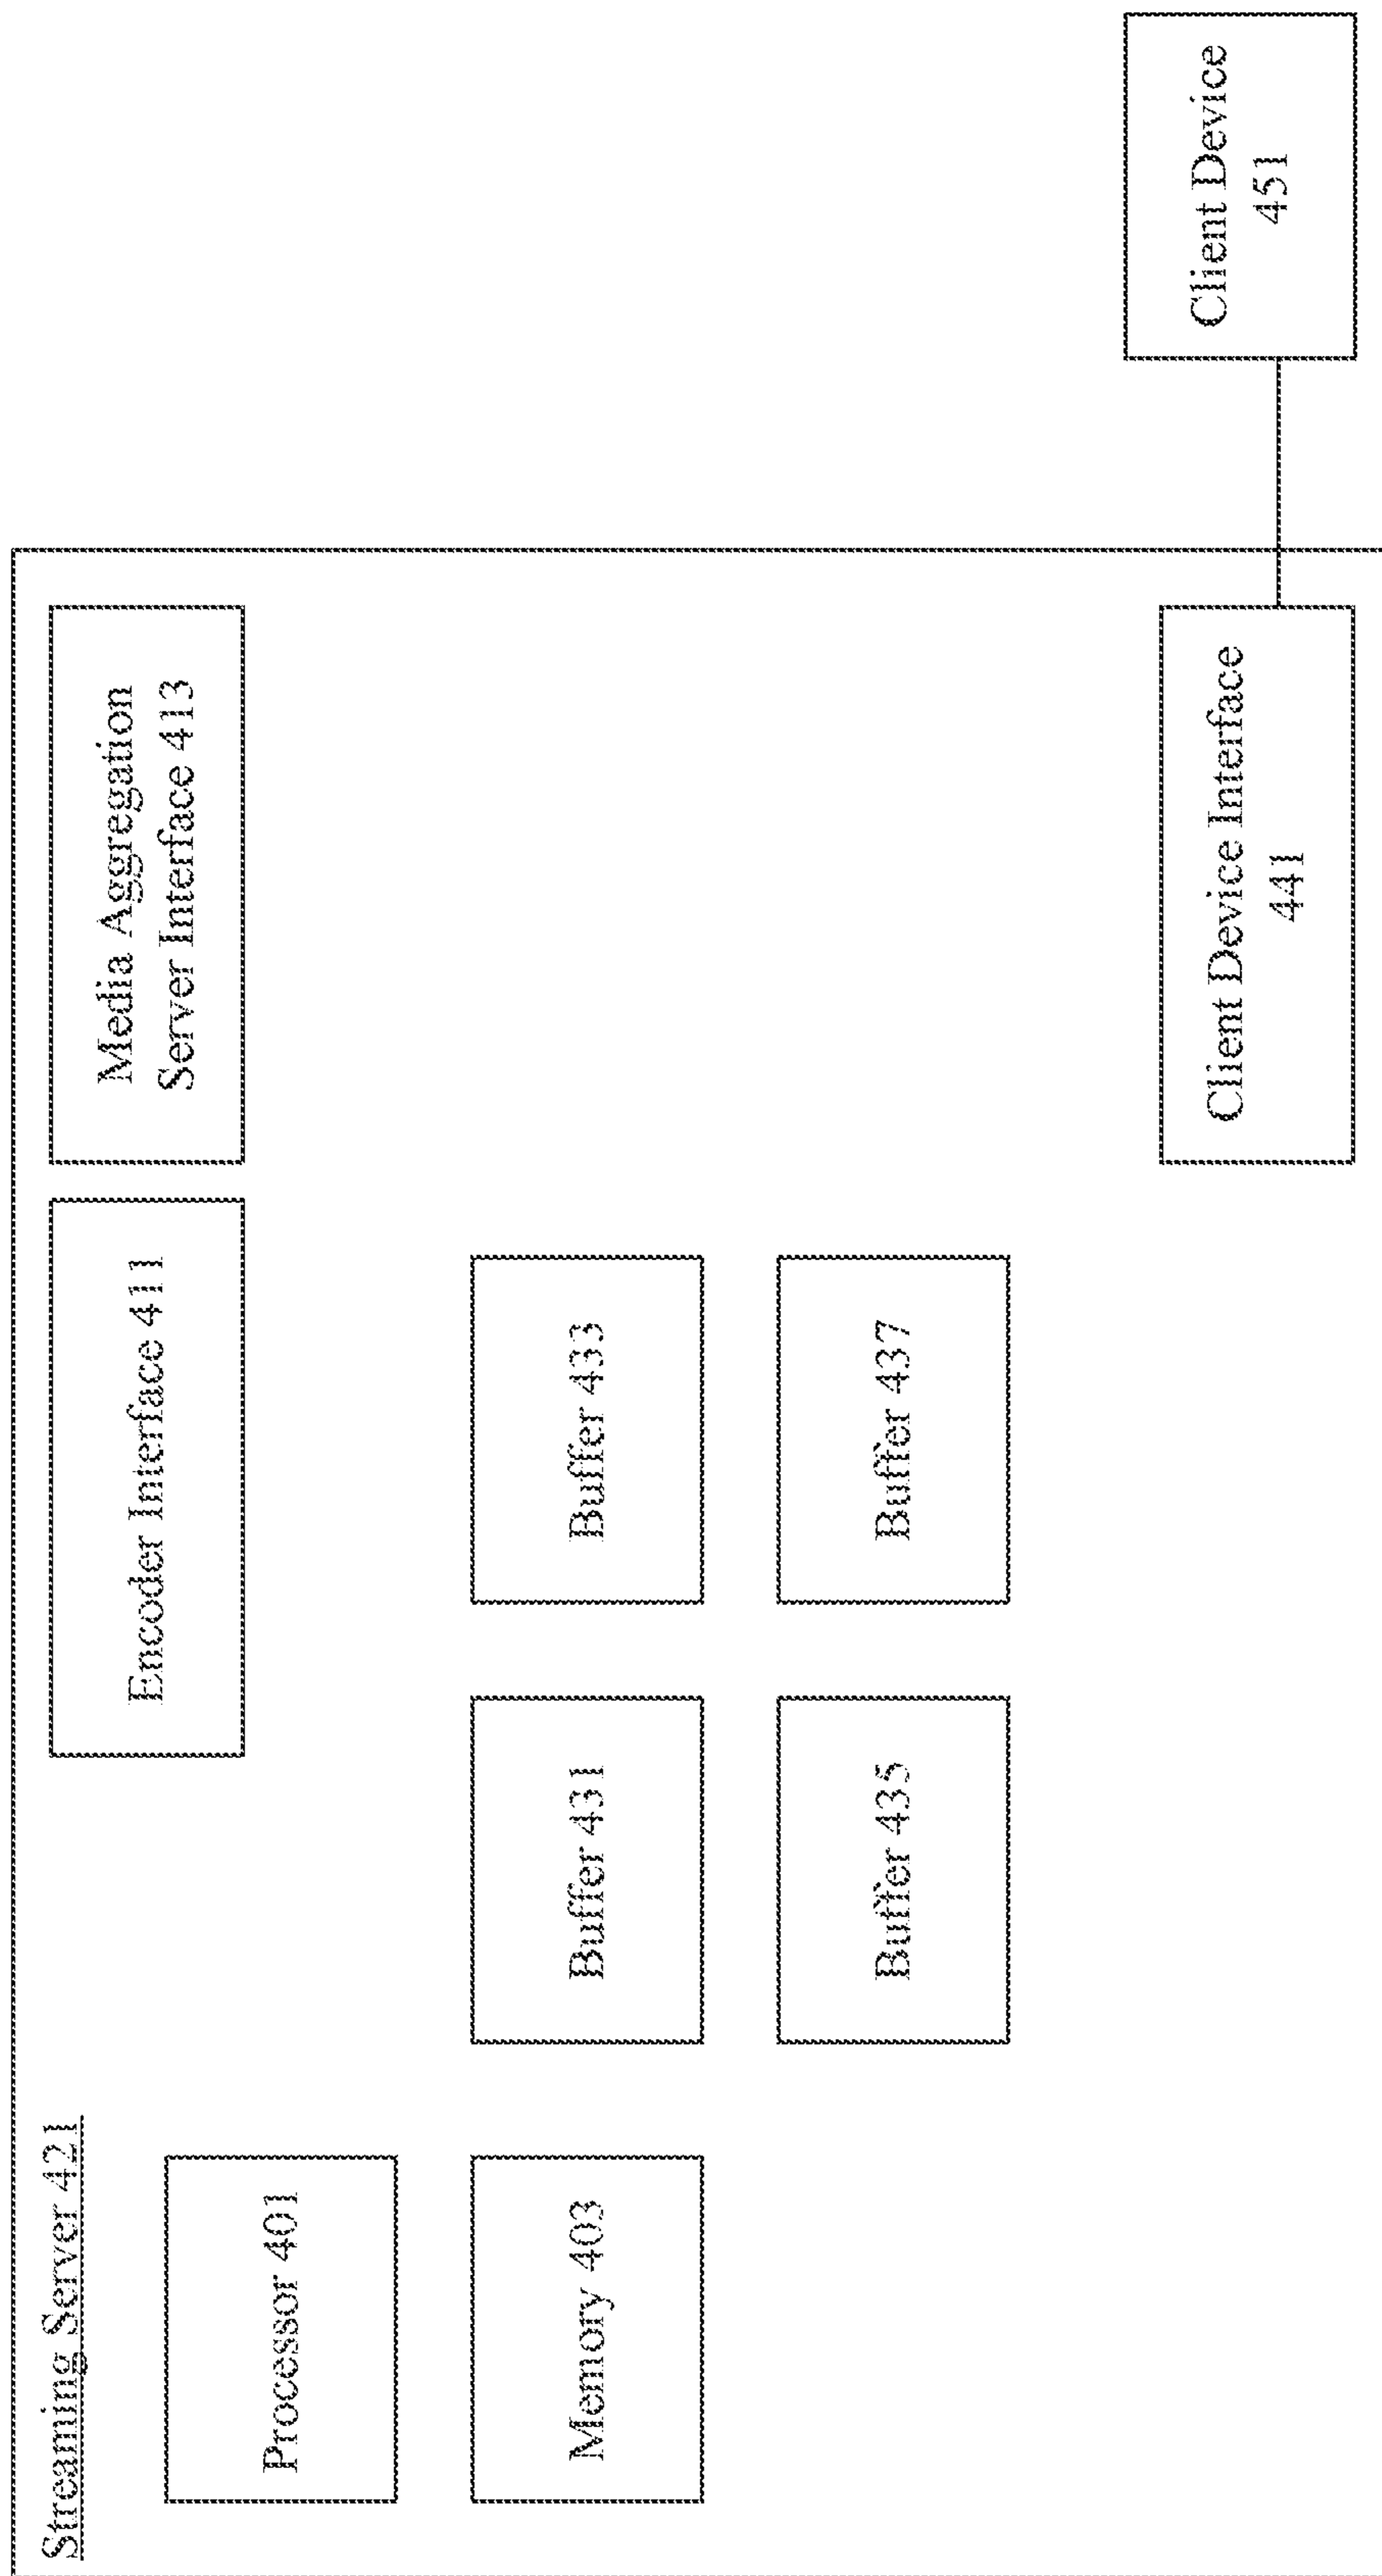 Streaming Server 421
Encoder Interface 411
Media Aggregation
Server Interface 413
Processor 401
Memory 403
Buffer 431
Buffer 433
Buffer 435
Buffer 437
Client Device Interface
441
Client Device
451